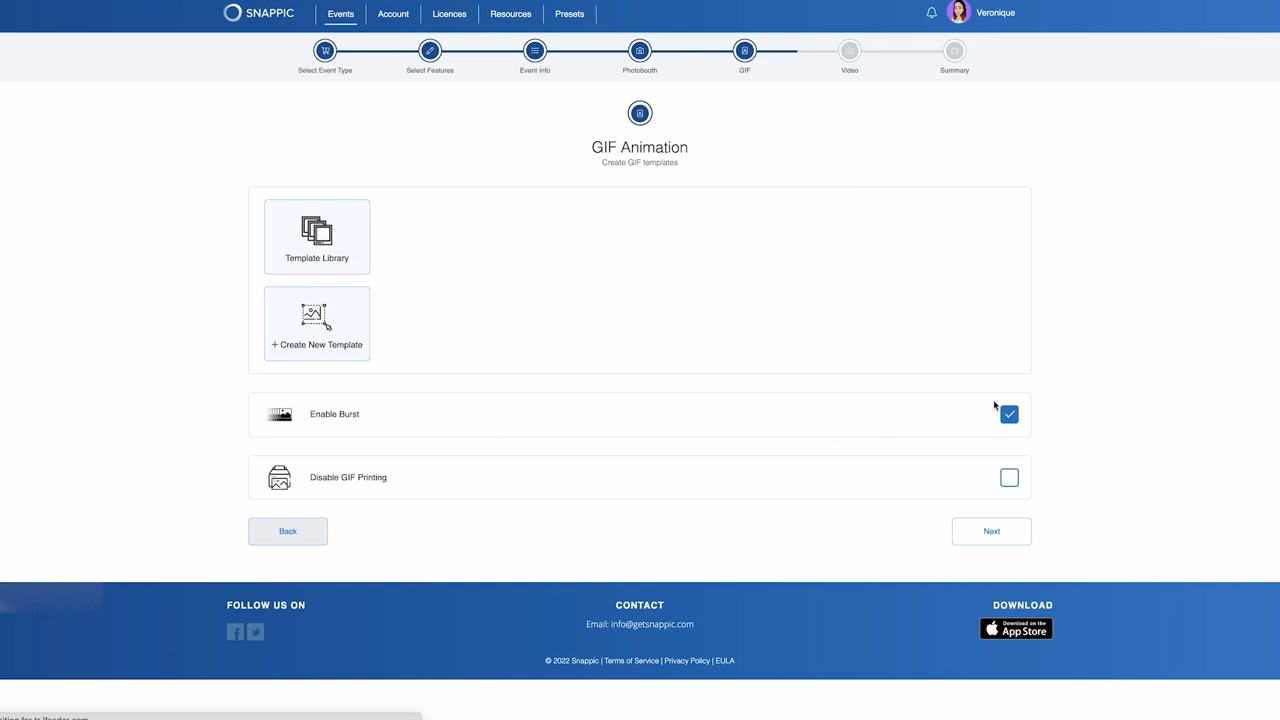 SNAPPIC
Events
Account
Licences
Resources
Presets
Veronique
Select Event Type
Select Features
Event Info
Photobooth
GIF
Video
Summary
GIF Animation
Create GIF templates
Template Library
+ Create New Template
Enable Burst
Disable GIF Printing
Back
Next
FOLLOW US ON
CONTACT
DOWNLOAD
Email: info@getsnappic.com
Download on the
App Store
© 2022 Snappic | Terms of Service | Privacy Policy | EULA